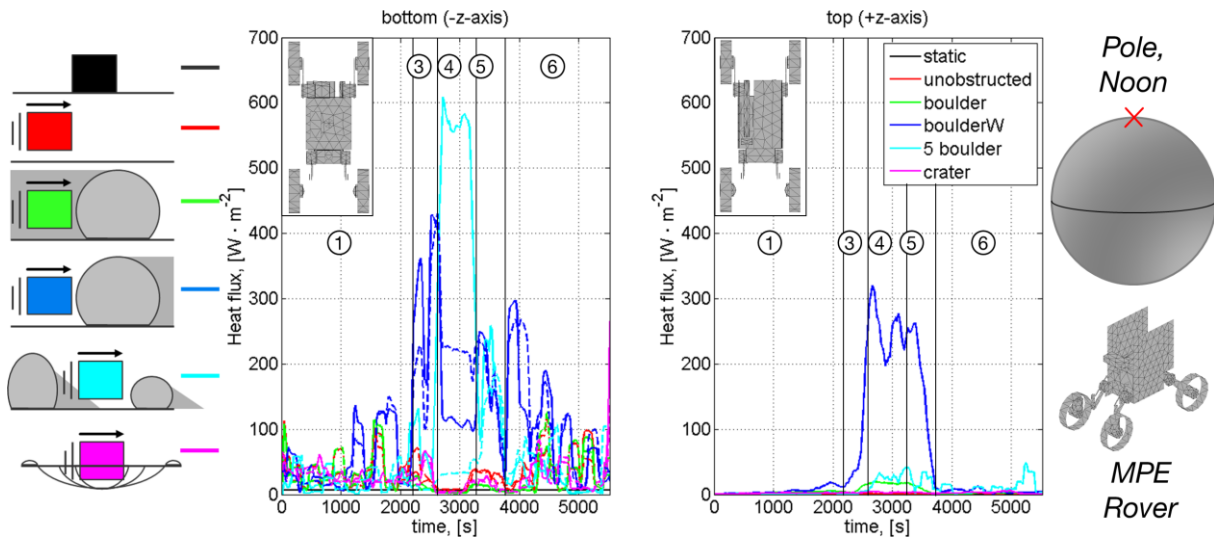 bottom (-z-axis)
700
600
500
400
300
200
100
0
Heat flux, [W · m-2]
1
3
4
5
6
0
1000
2000
3000
4000
5000
time, [s]
top (+z-axis)
700
600
500
400
300
200
100
0
Heat flux, [W · m-2]
static
unobstructed
boulder
boulderW
5 boulder
crater
1
3
4
5
6
0
1000
2000
3000
4000
5000
time, [s]
Pole,
Noon
MPE
Rover